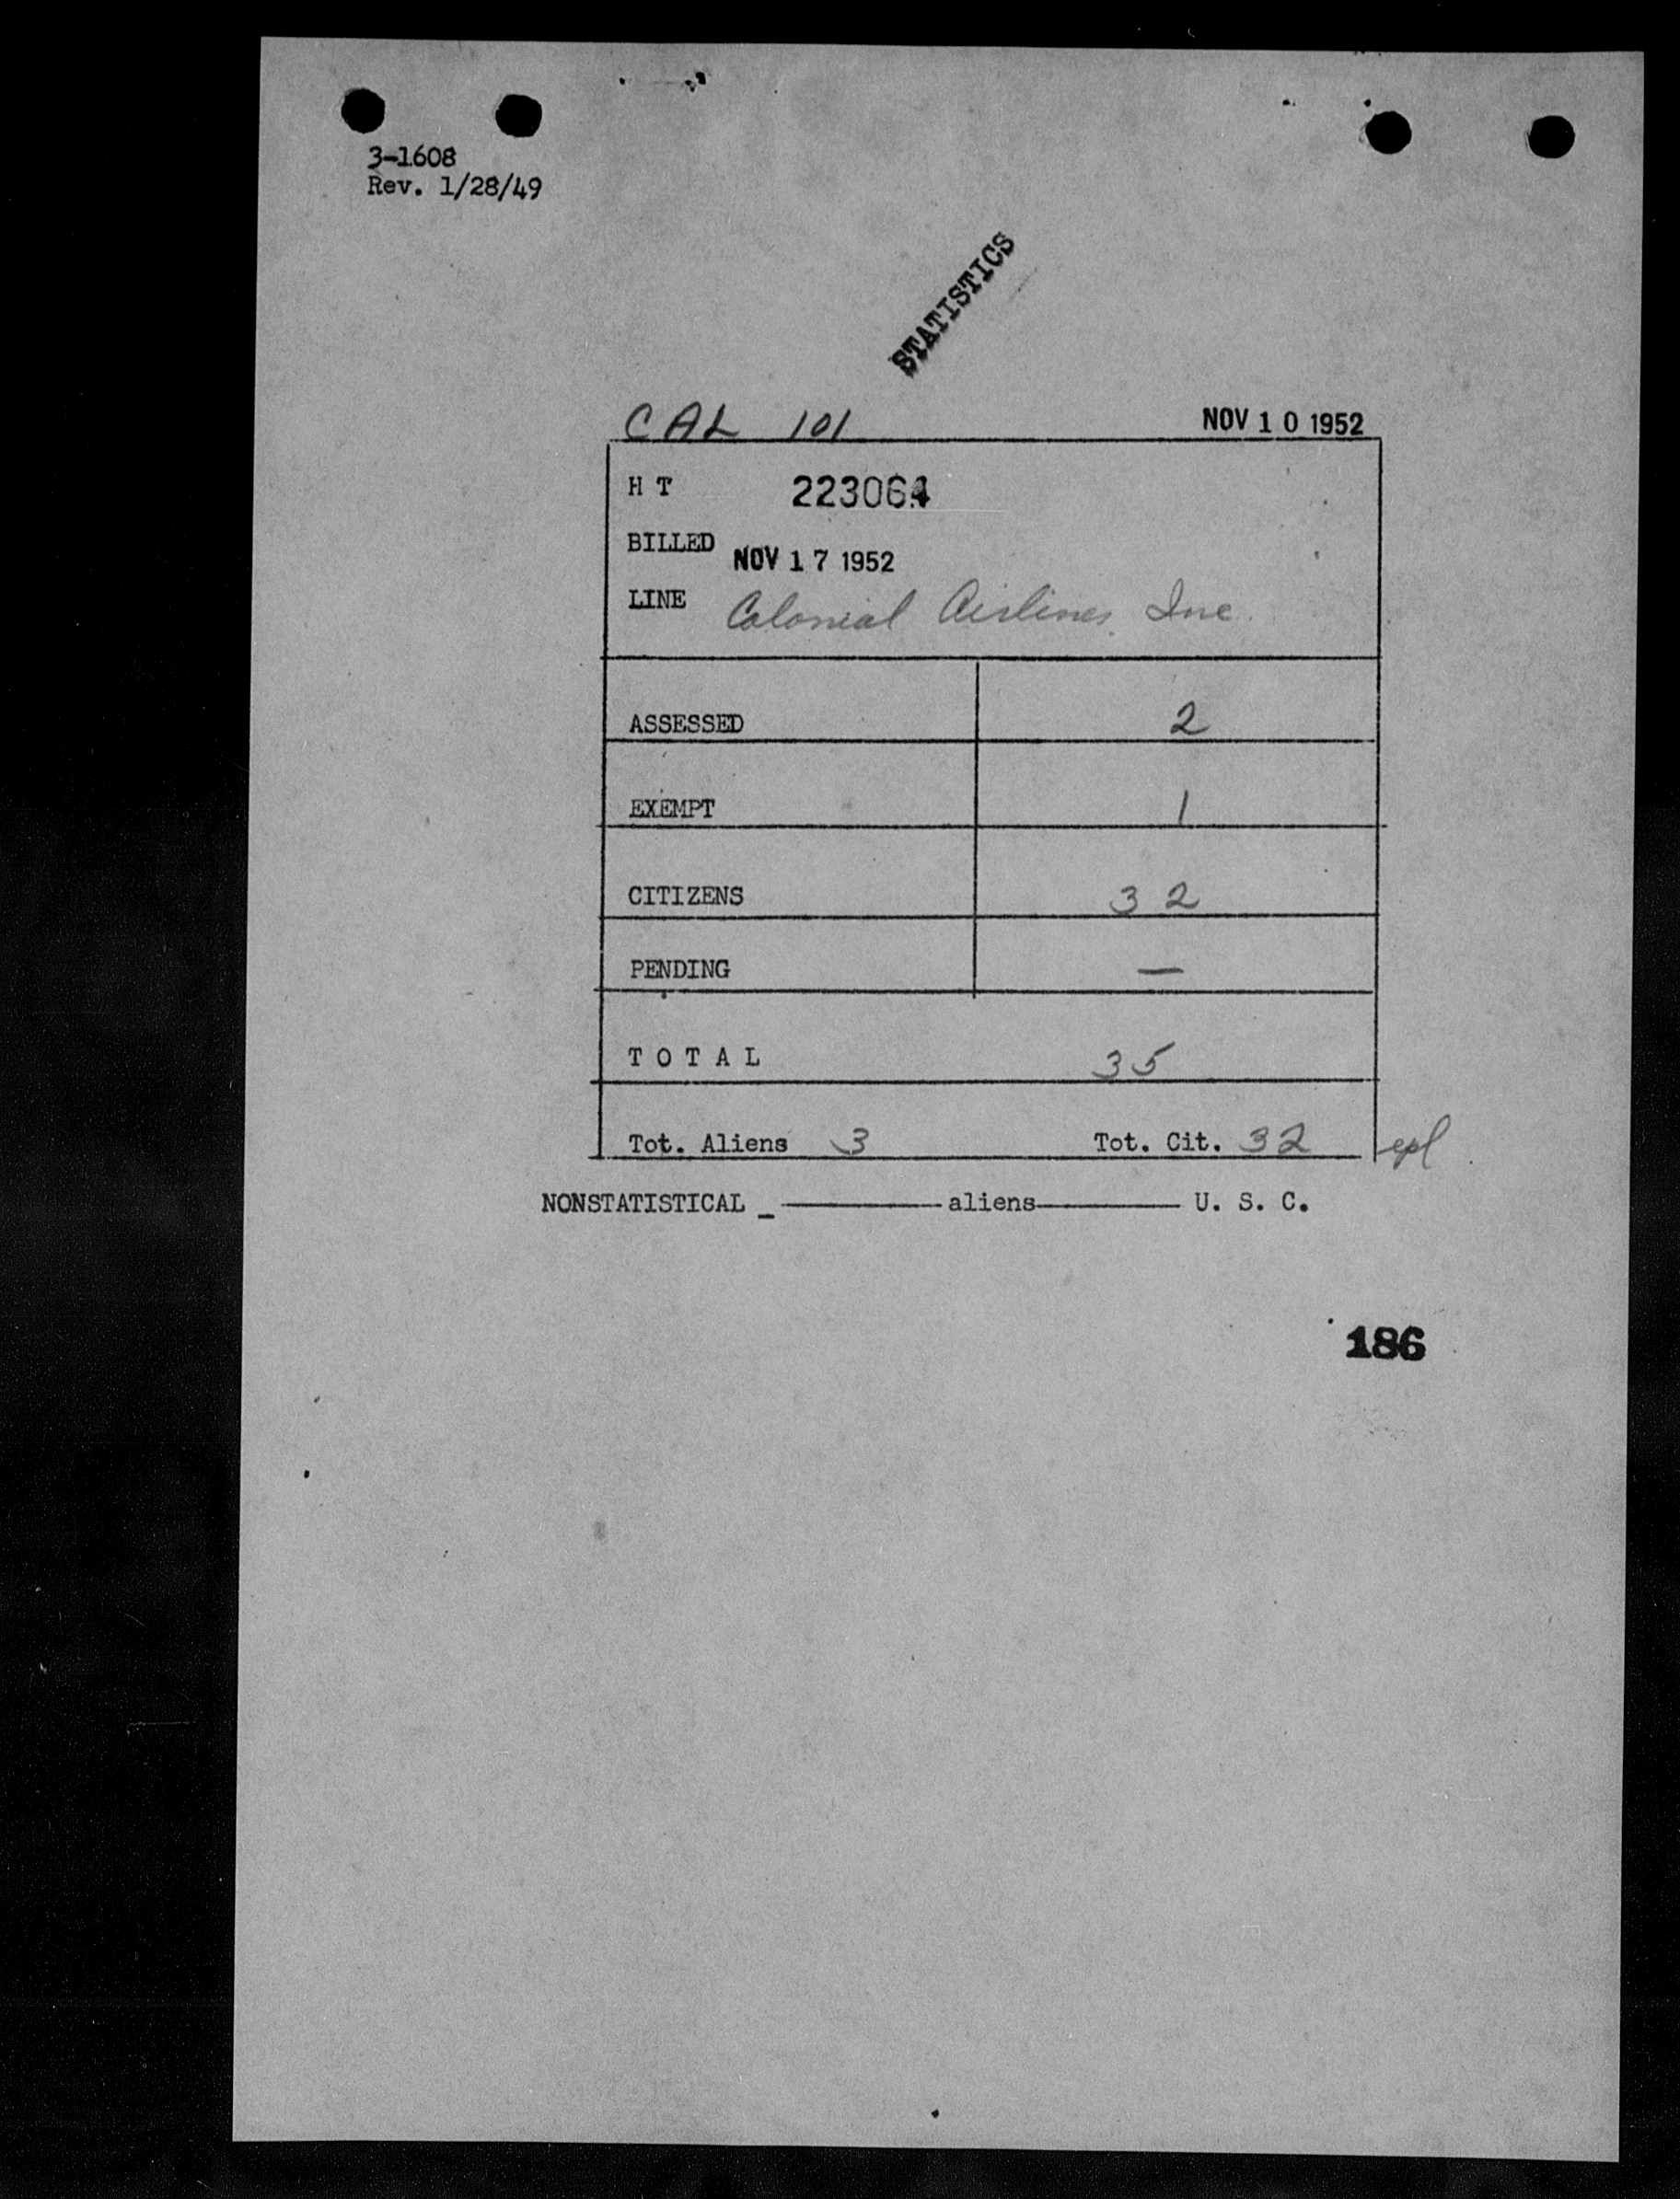 3-1608
Rev. 1/28/49
STATISTICS
CAL 101 NOV 10 1952
H T 223064
BILLED NOV 17 1952
LINE Colonial Airlines, Inc.
ASSESSED 2
EXEMPT 1
CITIZENS 32
PENDING —
T O T A L 35
Tot. Aliens 3 Tot. Cit. 32 epl
NONSTATISTICAL _ ———— aliens ———— U. S. C.
186